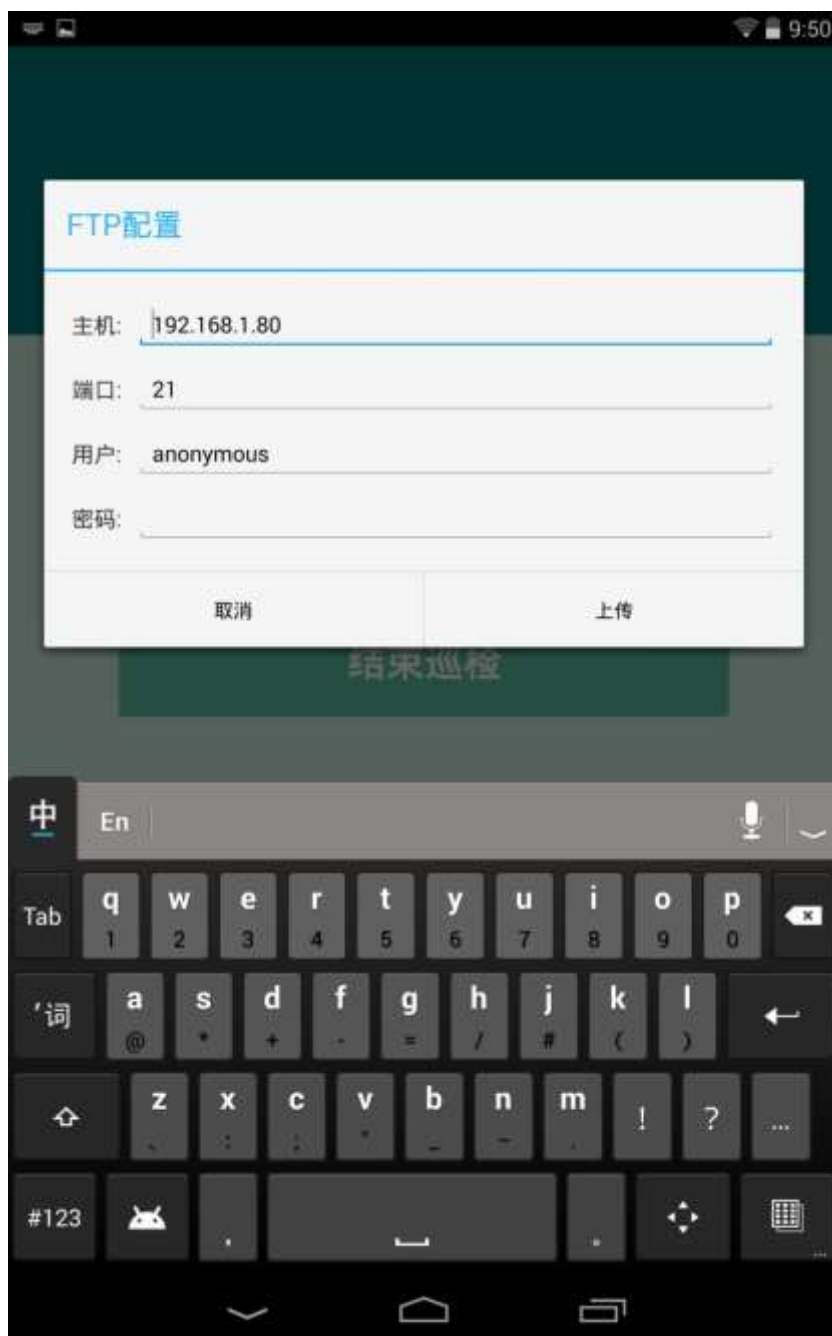 9:50
FTP配置
主机: 192.168.1.80
端口: 21
用户: anonymous
密码:
取消 上传
结束巡检
中 En
Tab q w e r t y u i o p
1 2 3 4 5 6 7 8 9 0
'词 a s d f g h j k l
@ * + - = / # ( )
z x c v b n m ! ? ...
#123 , 。